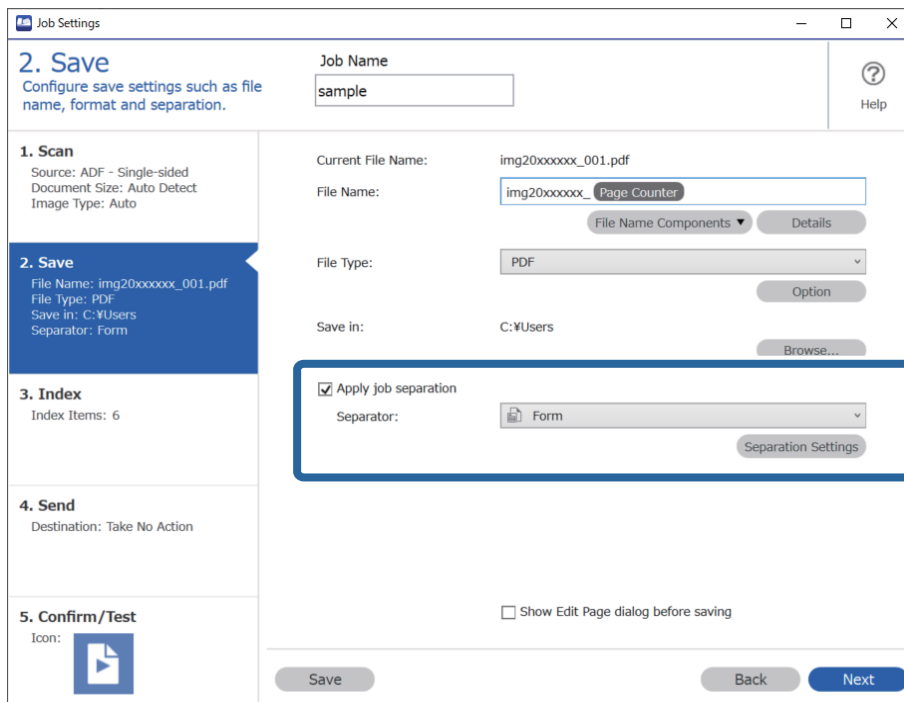 Job Settings
2. Save
Configure save settings such as file
name, format and separation.
Job Name
sample
Help
1. Scan
Source: ADF - Single-sided
Document Size: Auto Detect
Image Type: Auto
2. Save
File Name: img20xxxxxx_001.pdf
File Type: PDF
Save in: C:¥Users
Separator: Form
3. Index
Index Items: 6
4. Send
Destination: Take No Action
5. Confirm/Test
Icon:
Current File Name: img20xxxxxx_001.pdf
File Name: img20xxxxxx_ Page Counter
File Name Components ▼ Details
File Type: PDF
Option
Save in: C:¥Users
Browse...
Apply job separation
Separator: Form
Separation Settings
Show Edit Page dialog before saving
Save Back Next